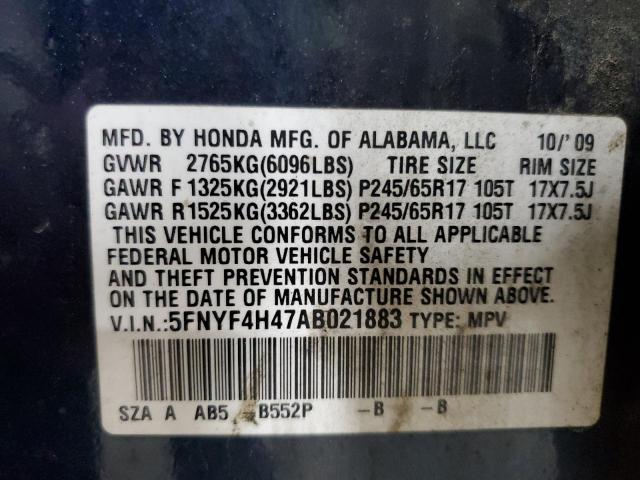 MFD. BY HONDA MFG. OF ALABAMA, LLC 10/'09
GVWR 2765KG(6096LBS) TIRE SIZE RIM SIZE
GAWR F 1325KG(2921LBS) P245/65R17 105T 17X7.5J
GAWR R 1525KG(3362LBS) P245/65R17 105T 17X7.5J
THIS VEHICLE CONFORMS TO ALL APPLICABLE
FEDERAL MOTOR VEHICLE SAFETY
AND THEFT PREVENTION STANDARDS IN EFFECT
ON THE DATE OF MANUFACTURE SHOWN ABOVE.
V.I.N.:5FNYF4H47AB021883 TYPE: MPV
SZA A AB5 B552P -B -B